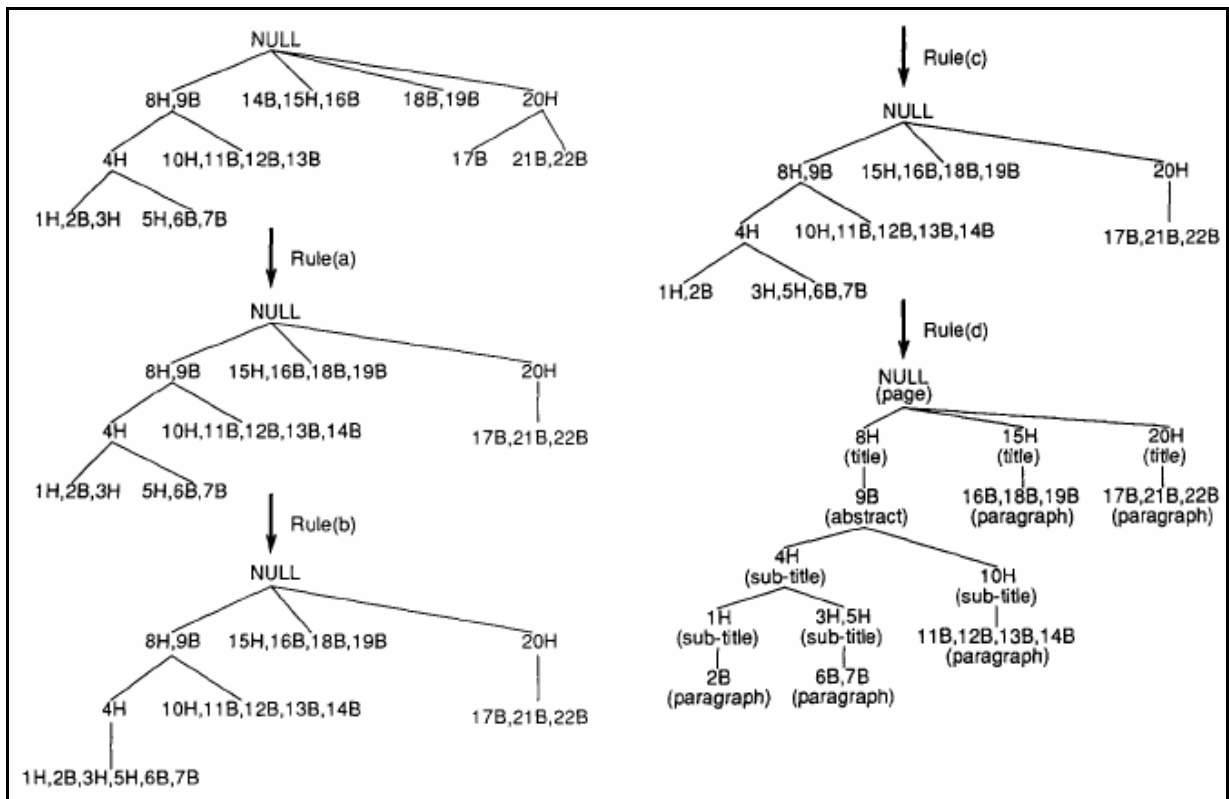 NULL
8H,9B 14B,15H,16B 18B,19B 20H
4H 10H,11B,12B,13B 17B 21B,22B
1H,2B,3H 5H,6B,7B
Rule(a)
NULL
8H,9B 15H,16B,18B,19B 20H
4H 10H,11B,12B,13B,14B 17B,21B,22B
1H,2B,3H 5H,6B,7B
Rule(b)
NULL
8H,9B 15H,16B,18B,19B 20H
4H 10H,11B,12B,13B,14B 17B,21B,22B
1H,2B,3H,5H,6B,7B
Rule(c)
NULL
8H,9B 15H,16B,18B,19B 20H
4H 10H,11B,12B,13B,14B 17B,21B,22B
1H,2B 3H,5H,6B,7B
Rule(d)
NULL
(page)
8H 15H 20H
(title) (title) (title)
9B 16B,18B,19B 17B,21B,22B
(abstract) (paragraph) (paragraph)
4H 10H
(sub-title) (sub-title)
1H 3H,5H 11B,12B,13B,14B
(sub-title) (sub-title) (paragraph)
2B 6B,7B
(paragraph) (paragraph)